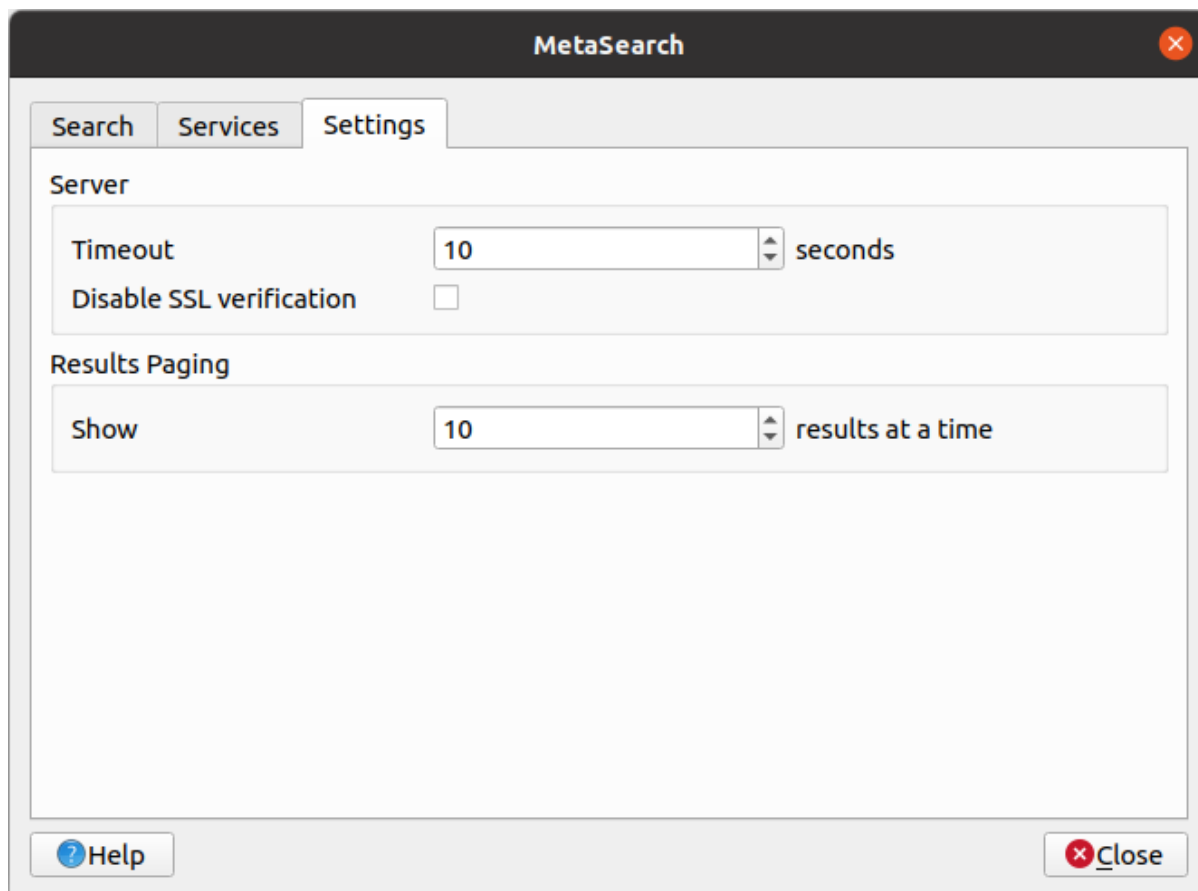 MetaSearch
Search Services Settings
Server
Timeout 10 seconds
Disable SSL verification
Results Paging
Show 10 results at a time
Help Close